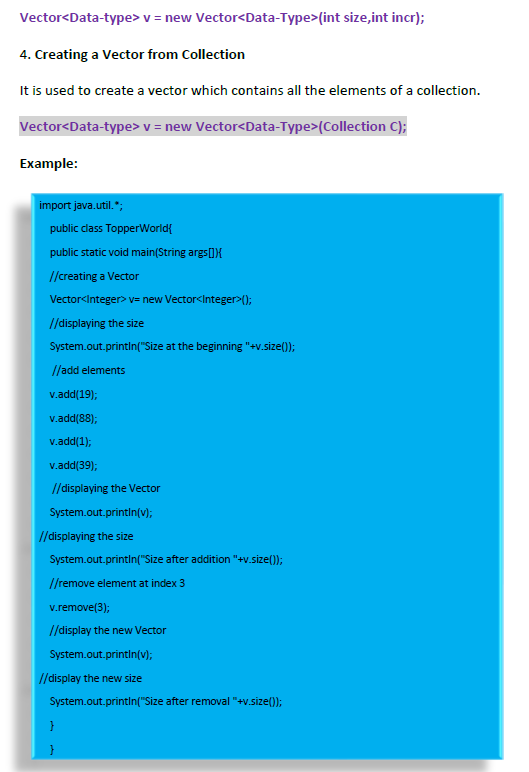 Vector<Data-type> v = new Vector<Data-Type>(int size,int incr);
4. Creating a Vector from Collection
It is used to create a vector which contains all the elements of a collection.
Vector<Data-type> v = new Vector<Data-Type>(Collection C);
Example:
import java.util.*;
public class TopperWorld{
public static void main(String args[]){
//creating a Vector
Vector<Integer> v= new Vector<Integer>();
//displaying the size
System.out.println("Size at the beginning "+v.size());
//add elements
v.add(19);
v.add(88);
v.add(1);
v.add(39);
//displaying the Vector
System.out.println(v);
//displaying the size
System.out.println("Size after addition "+v.size());
//remove element at index 3
v.remove(3);
//display the new Vector
System.out.println(v);
//display the new size
System.out.println("Size after removal "+v.size());
}
}